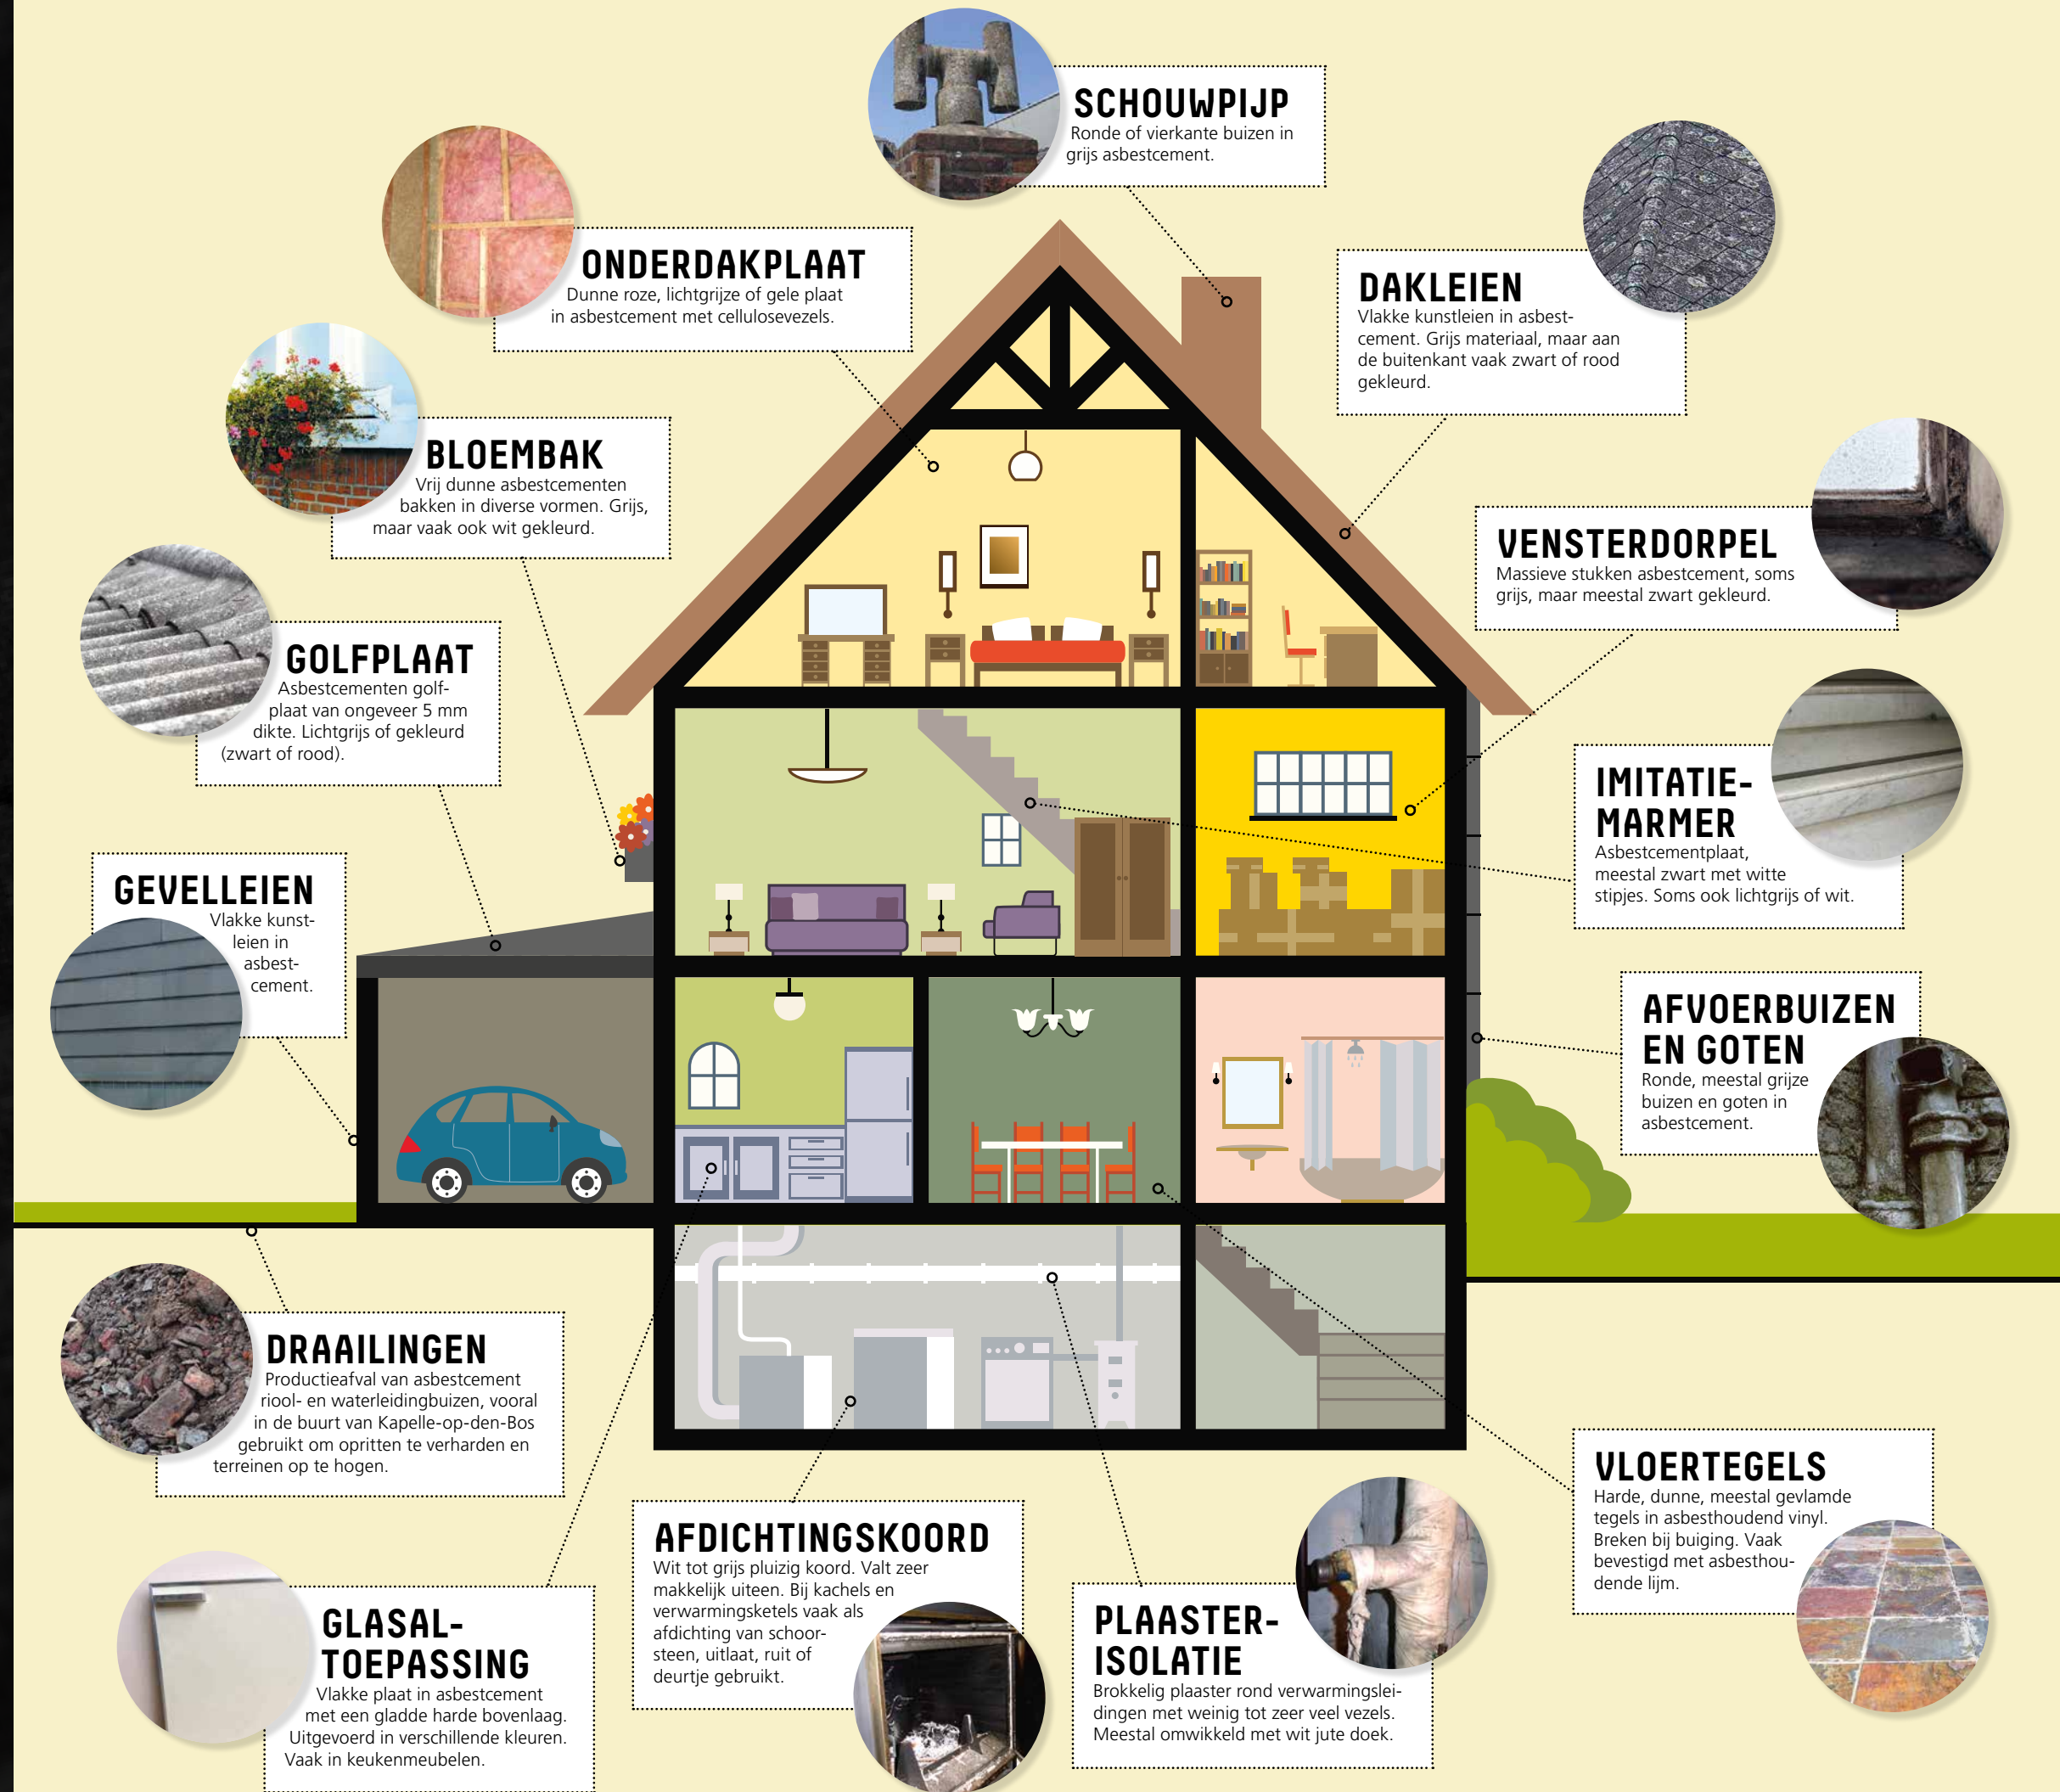 SCHOUWPIJP
Ronde of vierkante buizen in
grijs asbestcement.
ONDERDAKPLAAT
Dunne roze, lichtgrijze of gele plaat
in asbestcement met cellulosevezels.
DAKLEIEN
Vlakke kunstleien in asbest-
cement. Grijs materiaal, maar aan
de buitenkant vaak zwart of rood
gekleurd.
BLOEMBAK
Vrij dunne asbestcementen
bakken in diverse vormen. Grijs,
maar vaak ook wit gekleurd.
VENSTERDORPEL
Massieve stukken asbestcement, soms
grijs, maar meestal zwart gekleurd.
GOLFPLAAT
Asbestcementen golf-
plaat van ongeveer 5 mm
dikte. Lichtgrijs of gekleurd
(zwart of rood).
IMITATIE-
MARMER
Asbestcementplaat,
meestal zwart met witte
stipjes. Soms ook lichtgrijs of wit.
GEVELLEIEN
Vlakke kunst-
leien in
asbest-
cement.
AFVOERBUIZEN
EN GOTEN
Ronde, meestal grijze
buizen en goten in
asbestcement.
DRAAILINGEN
Productieafval van asbestcement
riool- en waterleidingbuizen, vooral
in de buurt van Kapelle-op-den-Bos
gebruikt om opritten te verharden en
terreinen op te hogen.
VLOERTEGELS
Harde, dunne, meestal gevlamde
tegels in asbesthoudend vinyl.
Breken bij buiging. Vaak
bevestigd met asbesthou-
dende lijm.
AFDICHTINGSKOORD
Wit tot grijs pluizig koord. Valt zeer
makkelijk uiteen. Bij kachels en
verwarmingsketels vaak als
afdichting van schoor-
steen, uitlaat, ruit of
deurtje gebruikt.
GLASAL-
TOEPASSING
Vlakke plaat in asbestcement
met een gladde harde bovenlaag.
Uitgevoerd in verschillende kleuren.
Vaak in keukenmeubelen.
PLAASTER-
ISOLATIE
Brokkelig plaaster rond verwarmingslei-
dingen met weinig tot zeer veel vezels.
Meestal omwikkeld met wit jute doek.